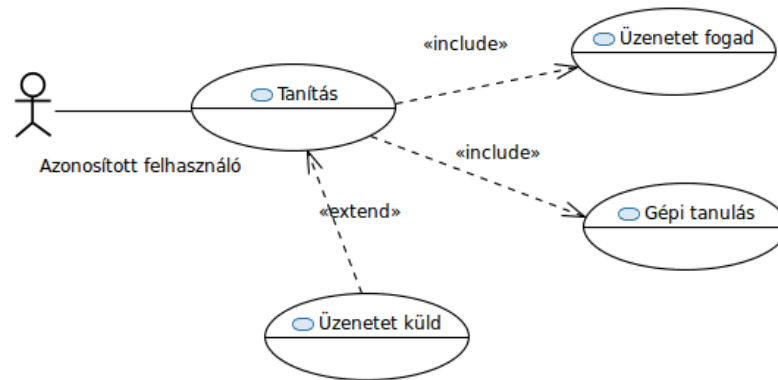 «include»
Üzenetet fogad
Tanítás
Azonosított felhasználó
«include»
«extend»
Gépi tanulás
Üzenetet küld